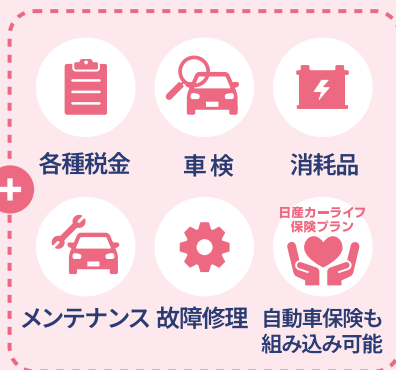 各種税金
車検
消耗品
日産カーライフ
保険プラン
メンテナンス
故障修理
自動車保険も
組み込み可能